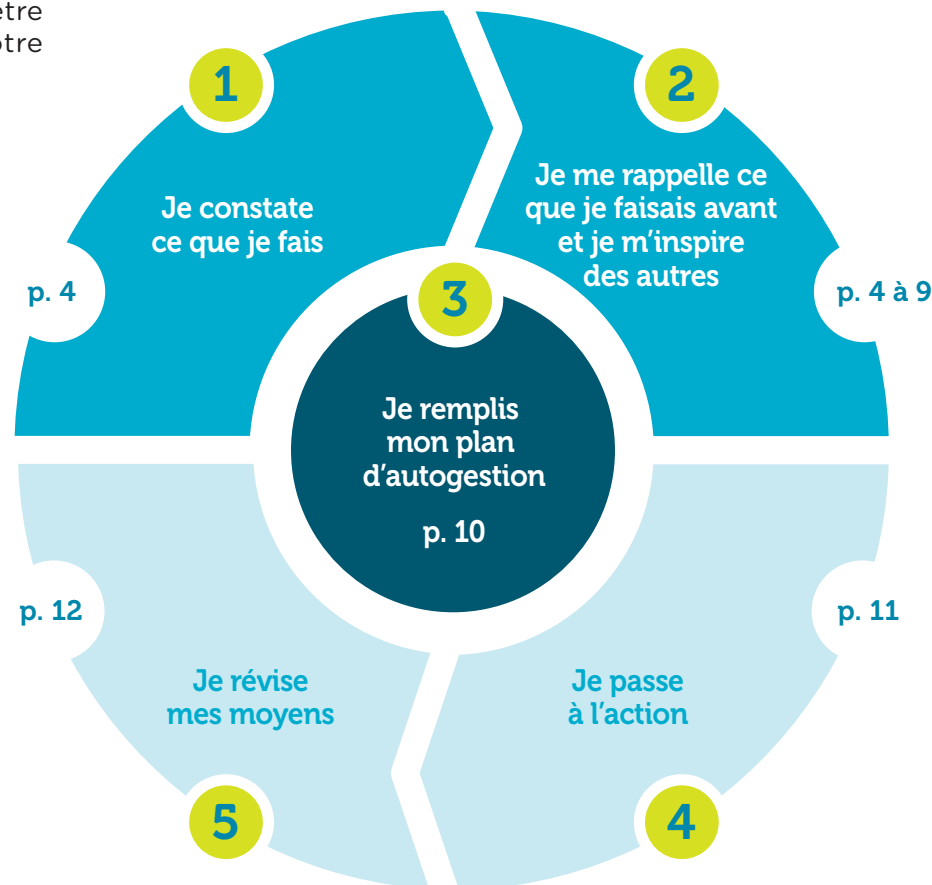 1
Je constate
ce que je fais
p. 4
2
Je me rappelle ce
que je faisais avant
et je m'inspire
des autres
p. 4 à 9
3
Je remplis
mon plan
d'autogestion
p. 10
4
Je passe
à l'action
p. 11
5
Je révise
mes moyens
p. 12